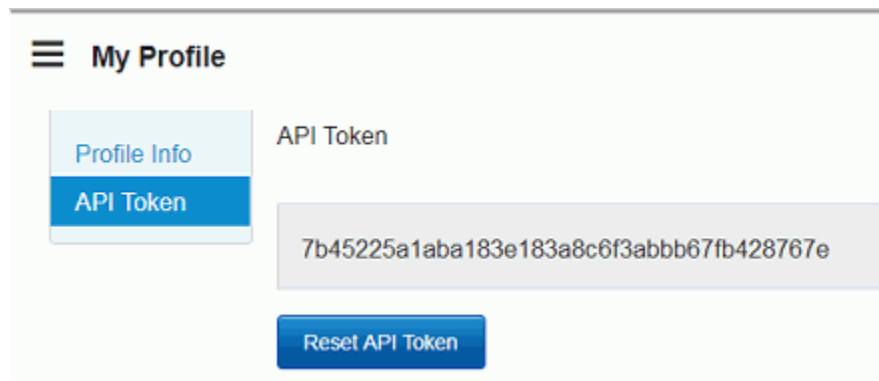 My Profile
Profile Info
API Token
API Token
7b45225a1aba183e183a8c6f3abbb67fb428767e
Reset API Token